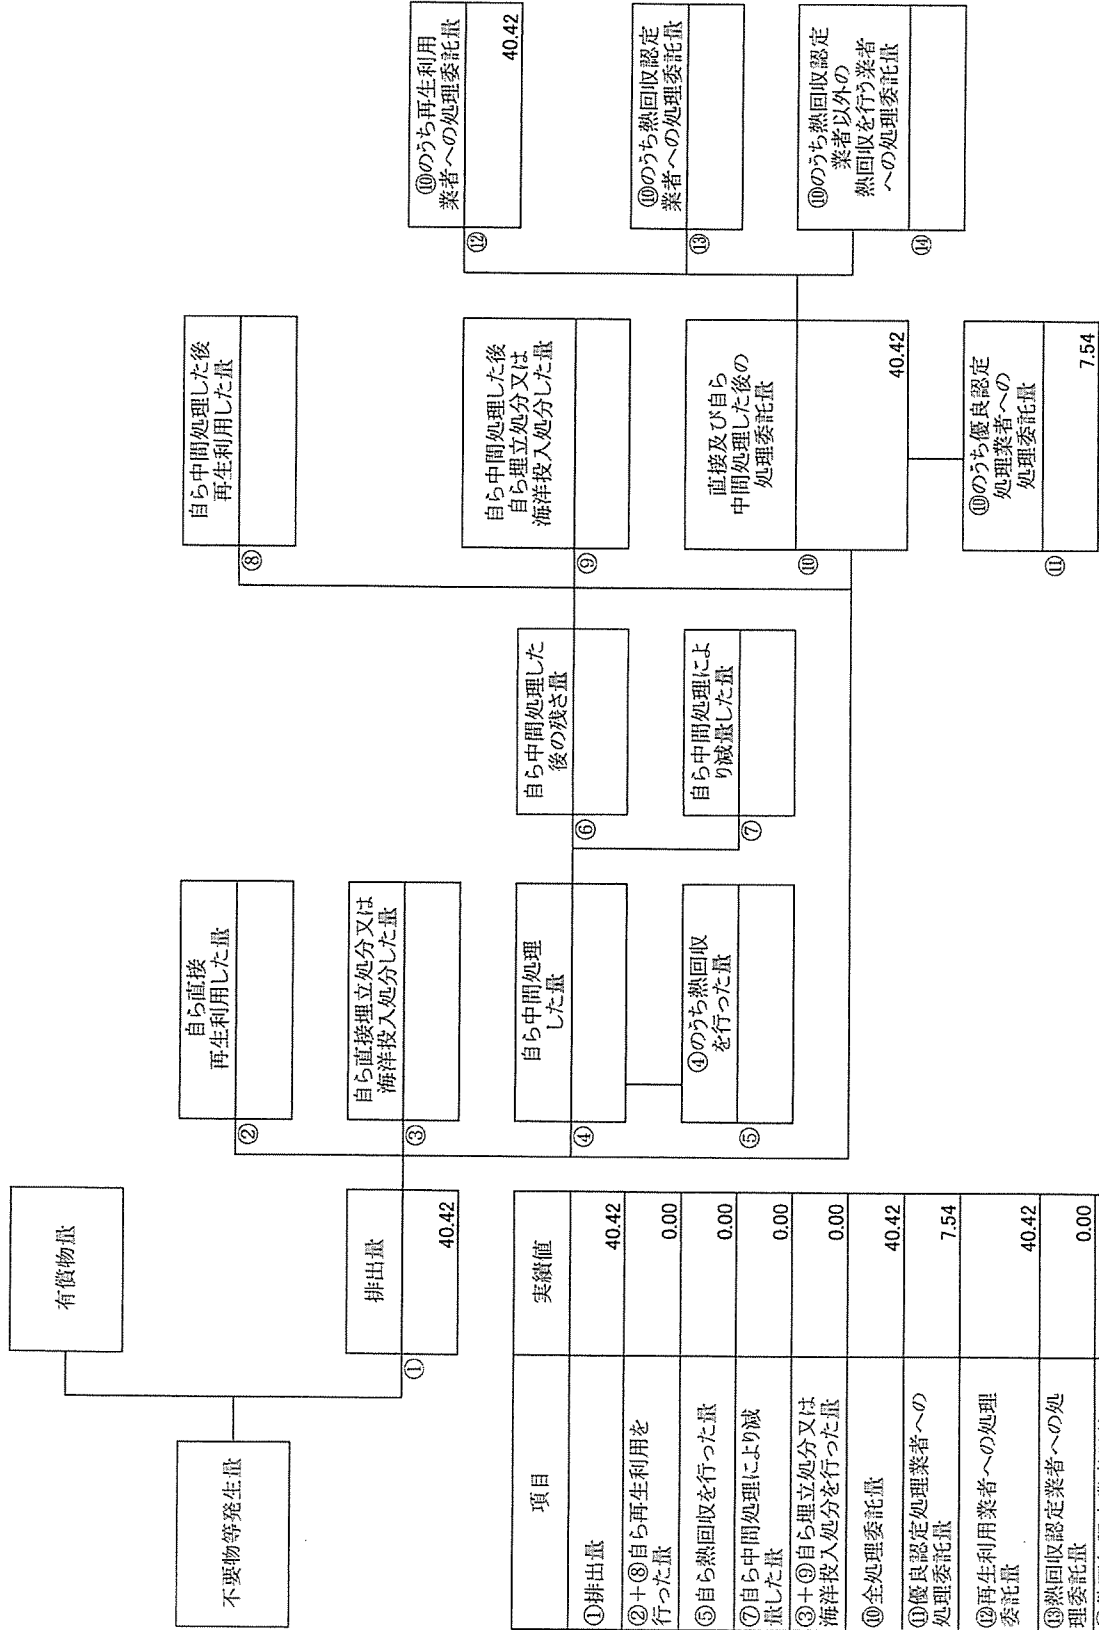 不要物等発生量
有償物量
排出量
①
40.42
②
自ら直接
再生利用した量
③
自ら直接埋立処分又は
海洋投入処分した量
④
自ら中間処理
した量
⑤
④のうち熱回収
を行った量
⑥
自ら中間処理した
後の残さ量
⑦
自ら中間処理によ
り減量した量
⑧
自ら中間処理した後
再生利用した量
⑨
自ら中間処理した後
自ら埋立処分又は
海洋投入処分した量
⑩
直接及び自ら
中間処理した後の
処理委託量
40.42
⑪
⑩のうち優良認定
処理業者への
処理委託量
7.54
⑫
⑩のうち再生利用
業者への処理委託量
40.42
⑬
⑩のうち熱回収認定
業者への処理委託量
⑭
⑩のうち熱回収認定
業者以外の
熱回収を行う業者
への処理委託量
項目 実績値
①排出量 40.42
②+⑧自ら再生利用を
行った量 0.00
⑤自ら熱回収を行った量 0.00
⑦自ら中間処理により減
量した量 0.00
③+⑨自ら埋立処分又は
海洋投入処分を行った量 0.00
⑩全処理委託量 40.42
⑪優良認定処理業者への
処理委託量 7.54
⑫再生利用業者への処理
委託量 40.42
⑬熱回収認定業者への処
理委託量 0.00